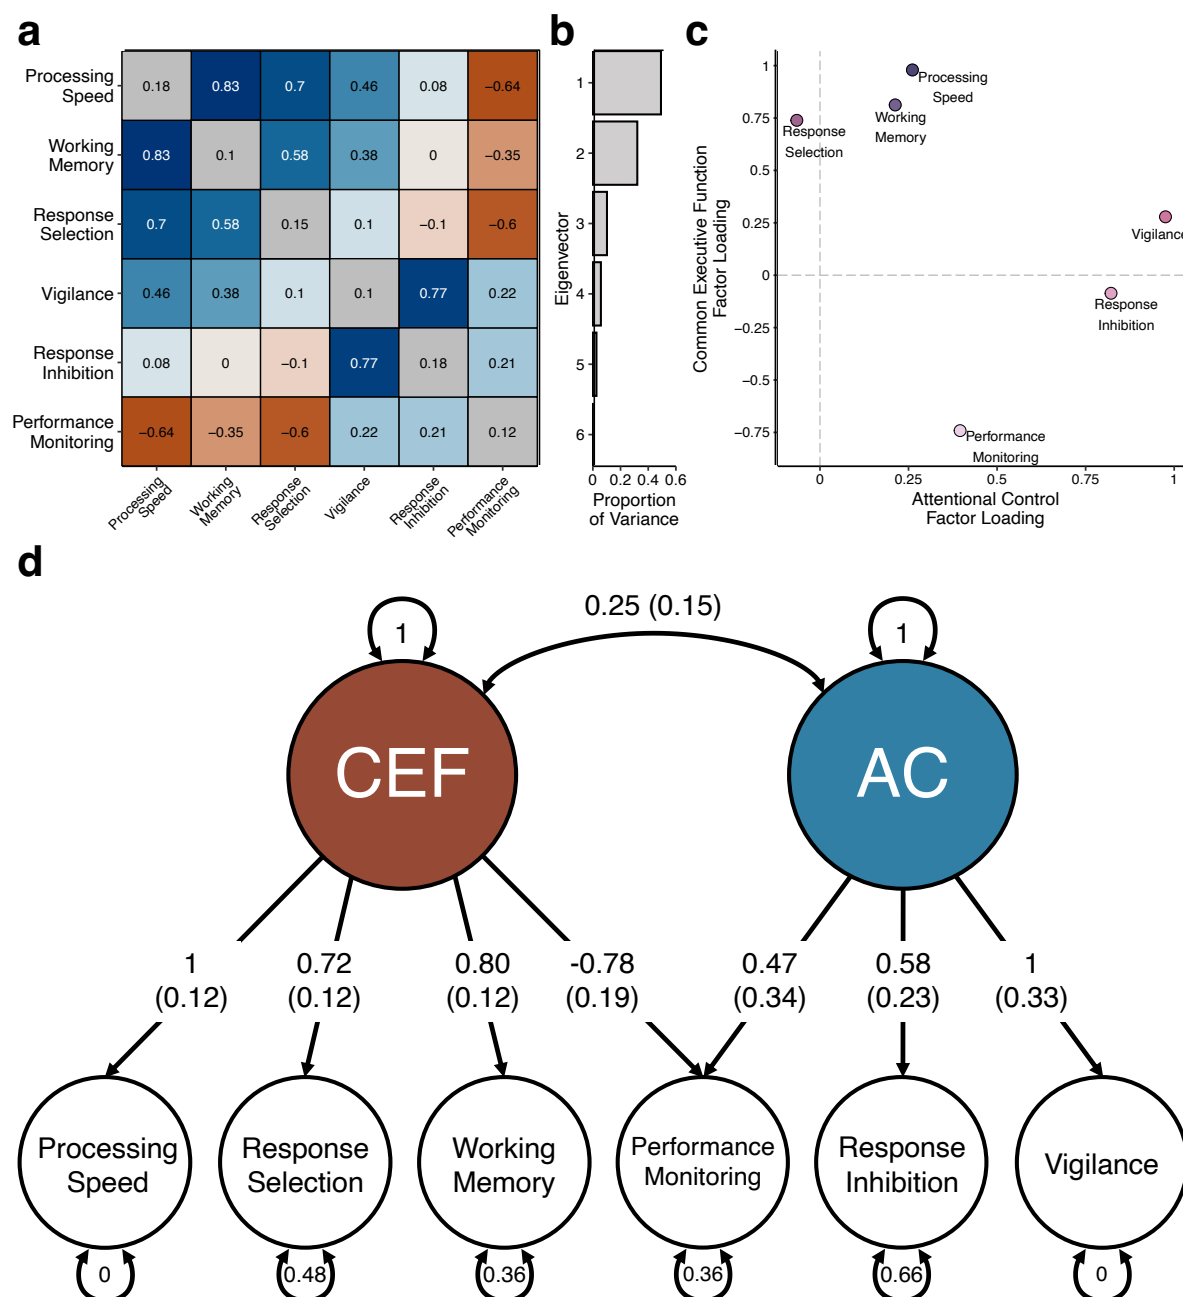 a
Processing
Speed
0.18 0.83 0.7 0.46 0.08 −0.64
Working
Memory
0.83 0.1 0.58 0.38 0 −0.35
Response
Selection
0.7 0.58 0.15 0.1 −0.1 −0.6
Vigilance
0.46 0.38 0.1 0.1 0.77 0.22
Response
Inhibition
0.08 0 −0.1 0.77 0.18 0.21
Performance
Monitoring
−0.64 −0.35 −0.6 0.22 0.21 0.12
Processing
Speed
Working
Memory
Response
Selection
Vigilance
Response
Inhibition
Performance
Monitoring
b
Eigenvector
1
2
3
4
5
6
0 0.2 0.4 0.6
Proportion
of Variance
c
Common Executive Function
Factor Loading
1
0.75
0.5
0.25
0
−0.25
−0.5
−0.75
Processing
Speed
Working
Memory
Response
Selection
Vigilance
Response
Inhibition
Performance
Monitoring
0 0.25 0.5 0.75 1
Attentional Control
Factor Loading
d
0.25 (0.15)
1 1
CEF AC
1 0.72 0.80 -0.78 0.47 0.58 1
(0.12) (0.12) (0.12) (0.19) (0.34) (0.23) (0.33)
Processing
Speed
Response
Selection
Working
Memory
Performance
Monitoring
Response
Inhibition
Vigilance
0 0.48 0.36 0.36 0.66 0